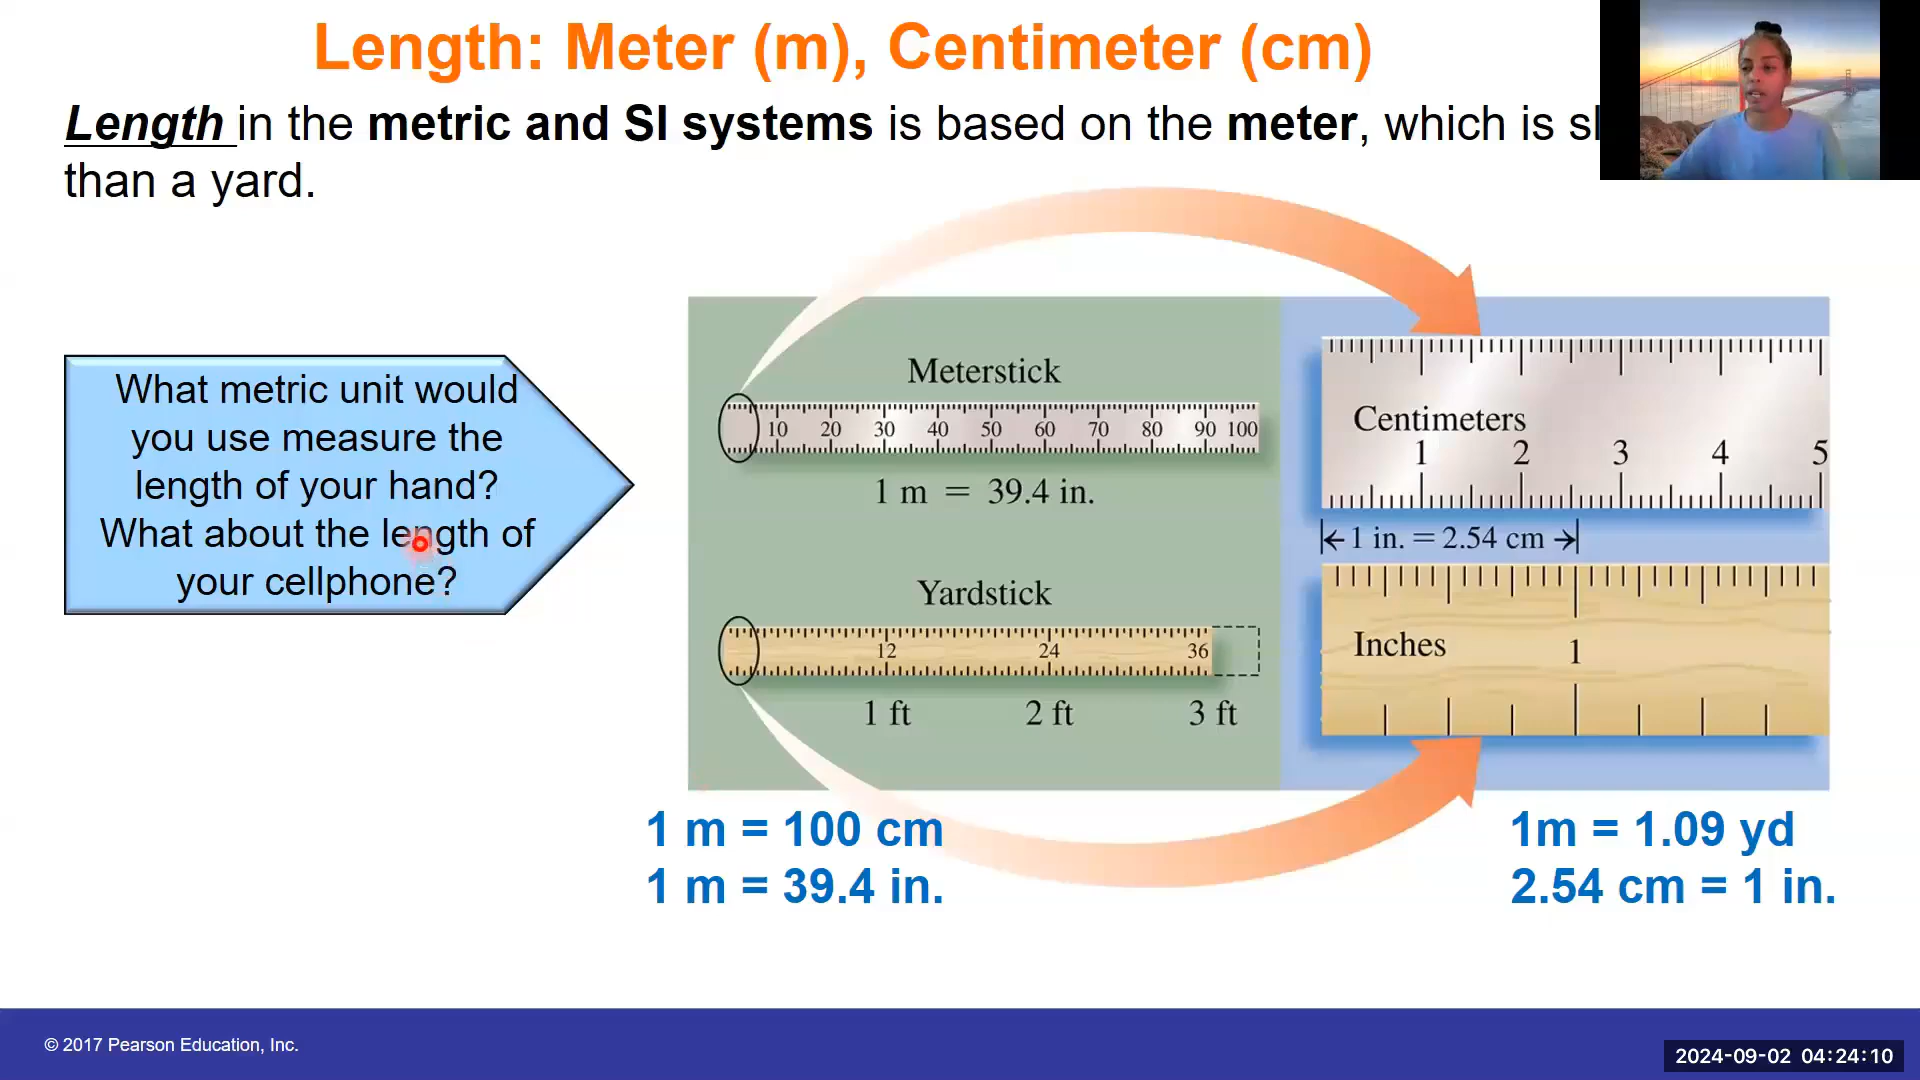 Length: Meter (m), Centimeter (cm)
Length in the metric and SI systems is based on the meter, which is sl
than a yard.
What metric unit would
you use measure the
length of your hand?
What about the length of
your cellphone?
Meterstick
10 20 30 40 50 60 70 80 90 100
1 m = 39.4 in.
Yardstick
12 24 36
1 ft 2 ft 3 ft
Centimeters
1 2 3 4 5
1 in. = 2.54 cm
Inches
1
1 m = 100 cm
1 m = 39.4 in.
1m = 1.09 yd
2.54 cm = 1 in.
© 2017 Pearson Education, Inc.
2024-09-02 04:24:10